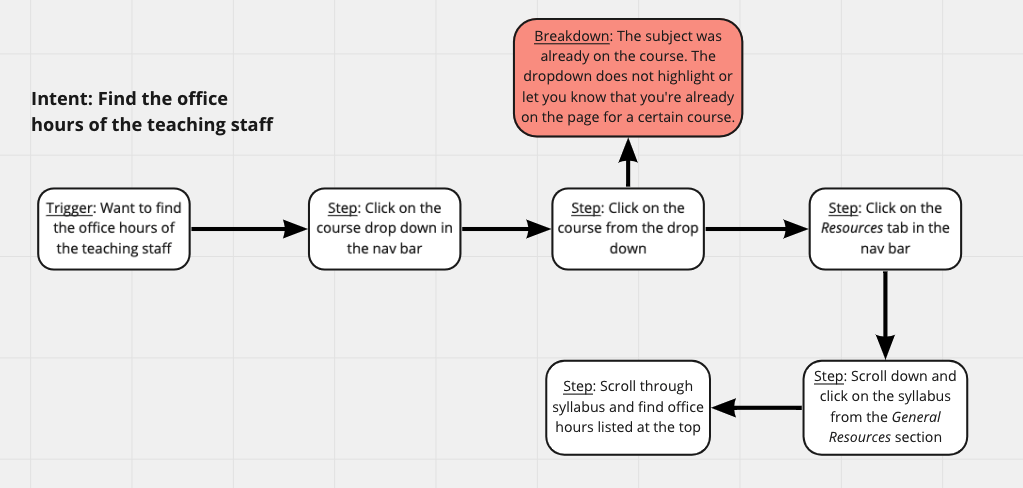 Intent: Find the office
hours of the teaching staff
Breakdown: The subject was
already on the course. The
dropdown does not highlight or
let you know that you're already
on the page for a certain course.
Trigger: Want to find
the office hours of
the teaching staff
Step: Click on the
course drop down in
the nav bar
Step: Click on the
course from the drop
down
Step: Click on the
Resources tab in the
nav bar
Step: Scroll down and
click on the syllabus
from the General
Resources section
Step: Scroll through
syllabus and find office
hours listed at the top